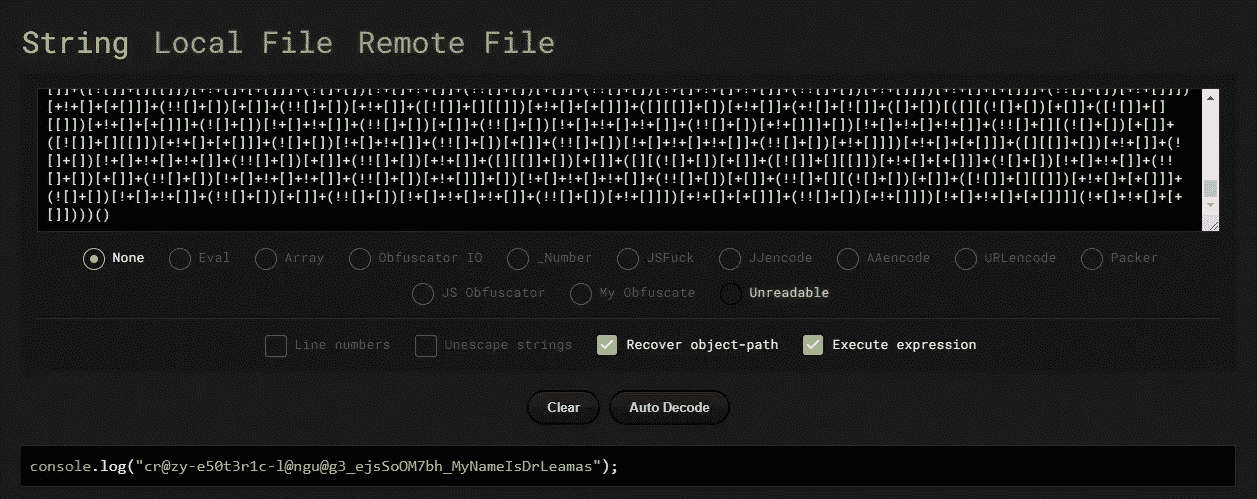 String Local File Remote File
[+!+[]+[+[]]]+(!![]+[])[+[]]+(!![]+[])[+!+[]]+([![]]+[][[]])[+!+[]+[+[]]]+([][[]]+[])[+!+[]]+(+![]+[![]]+([]+[])[([][(![]+[])[+[]]+([![]]+[]
[[]])[+!+[]+[+[]]]+(![]+[])[!+[]+!+[]]+(!![]+[])[+[]]+(!![]+[])[!+[]+!+[]+!+[]]+(!![]+[])[+!+[]]]+[])[!+[]+!+[]+!+[]]+(!![]+[][(![]+[])[+[]]+
([![]]+[][[]])[+!+[]+[+[]]]+(![]+[])[!+[]+!+[]]+(!![]+[])[+[]]+(!![]+[])[!+[]+!+[]+!+[]]+(!![]+[])[+!+[]]])[+!+[]+[+[]]]+([][[]]+[])[+!+[]]+(!
[]+[])[!+[]+!+[]+!+[]]+(!![]+[])[+[]]+(!![]+[])[+!+[]]+([][[]]+[])[+[]]+([][(![]+[])[+[]]+([![]]+[][[]])[+!+[]+[+[]]]+(![]+[])[!+[]+!+[]]+(!!
[]+[])[+[]]+(!![]+[])[!+[]+!+[]+!+[]]+(!![]+[])[+!+[]]]+[])[!+[]+!+[]+!+[]]+(!![]+[])[+[]]+(!![]+[][(![]+[])[+[]]+([![]]+[][[]])[+!+[]+[+[]]]+
(![]+[])[!+[]+!+[]]+(!![]+[])[+[]]+(!![]+[])[!+[]+!+[]+!+[]]+(!![]+[])[+!+[]]])[+!+[]+[+[]]]+(!![]+[])[+!+[]]])[!+[]+!+[]+[+[]]]](!+[]+!+[]+[+
[]])))()
None Eval Array Obfuscator IO _Number JSFuck JJencode AAencode URLencode Packer
JS Obfuscator My Obfuscate Unreadable
Line numbers Unescape strings Recover object-path Execute expression
Clear Auto Decode
console.log("cr@zy-e50t3r1c-l@ngu@g3_ejsSoOM7bh_MyNameIsDrLeamas");